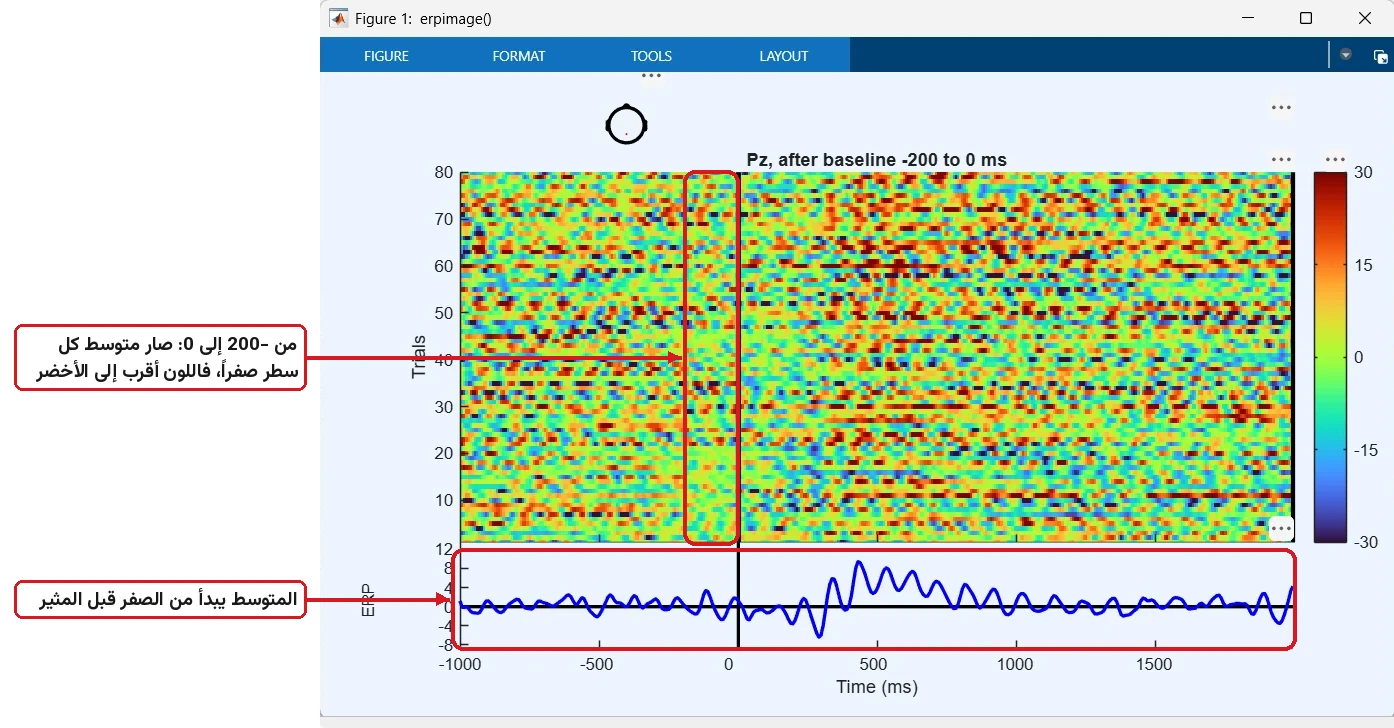 Figure 1: erpimage()
FIGURE
FORMAT
TOOLS
LAYOUT
Pz, after baseline -200 to 0 ms
80
70
60
50
40
30
20
10
Trials
30
15
0
-15
-30
من -200 إلى 0: صار متوسط كل
سطر صفراً، فاللون أقرب إلى الأخضر
12
8
4
0
-4
-8
ERP
المتوسط يبدأ من الصفر قبل المثير
-1000
-500
0
500
1000
1500
Time (ms)